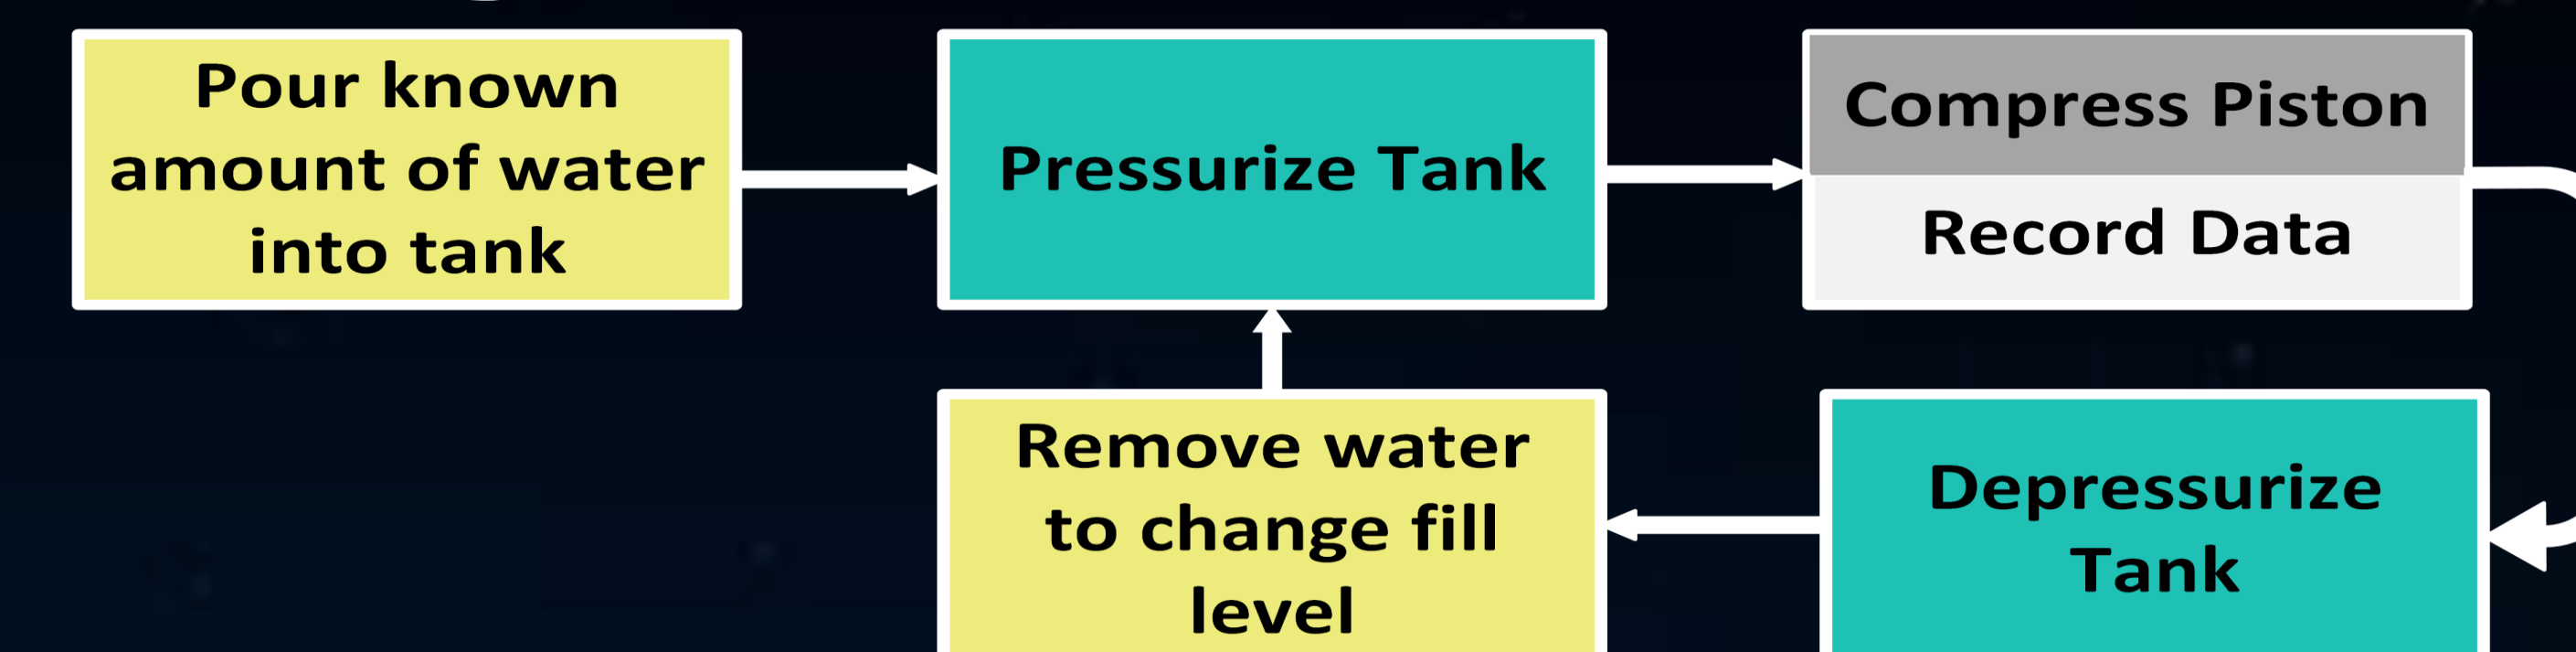 Pour known
amount of water
into tank
Pressurize Tank
Compress Piston
Record Data
Remove water
to change fill
level
Depressurize
Tank